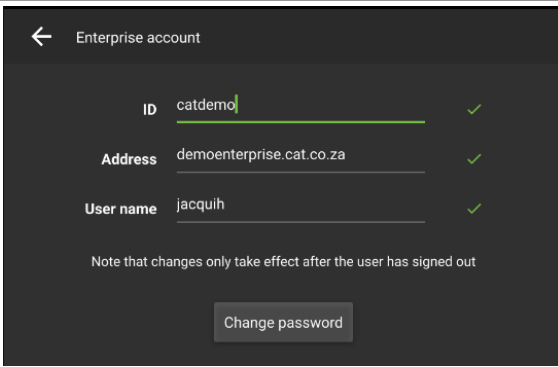 Enterprise account
ID catdemo
Address demoenterprise.cat.co.za
User name jacquih
Note that changes only take effect after the user has signed out
Change password